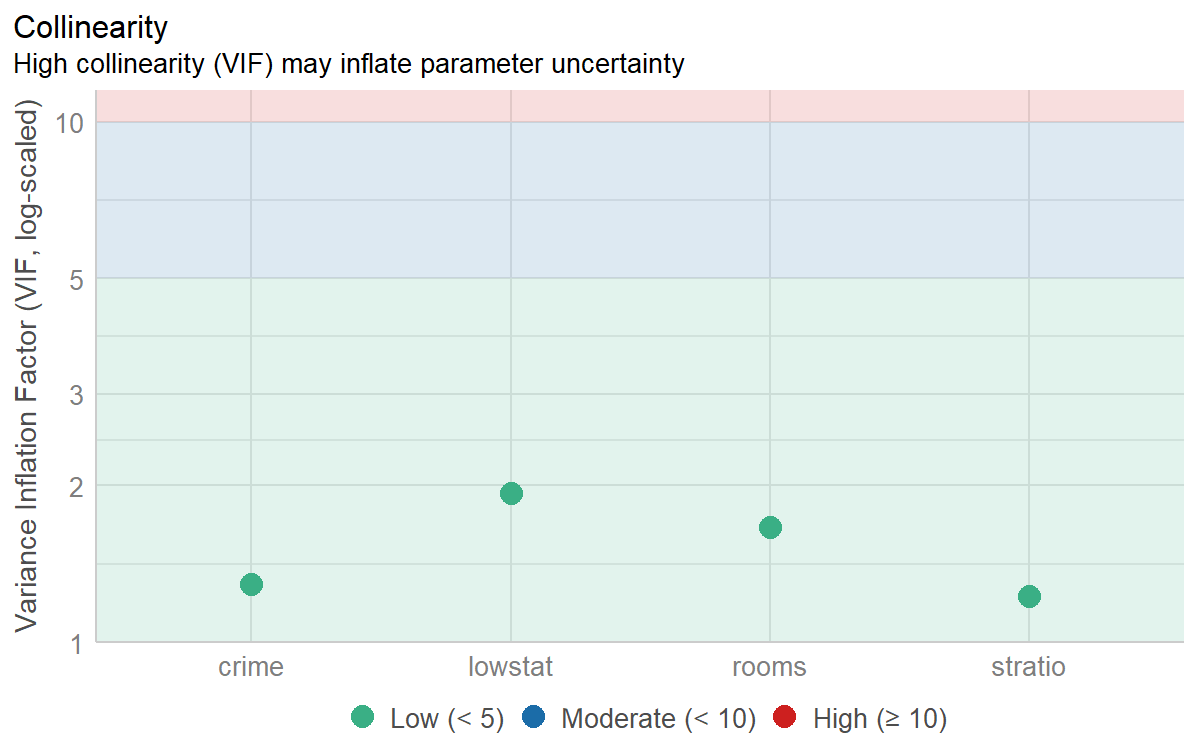 Collinearity
High collinearity (VIF) may inflate parameter uncertainty
Variance Inflation Factor (VIF, log-scaled)
10
5
3
2
1
crime lowstat rooms stratio
Low (< 5) Moderate (< 10) High (≥ 10)